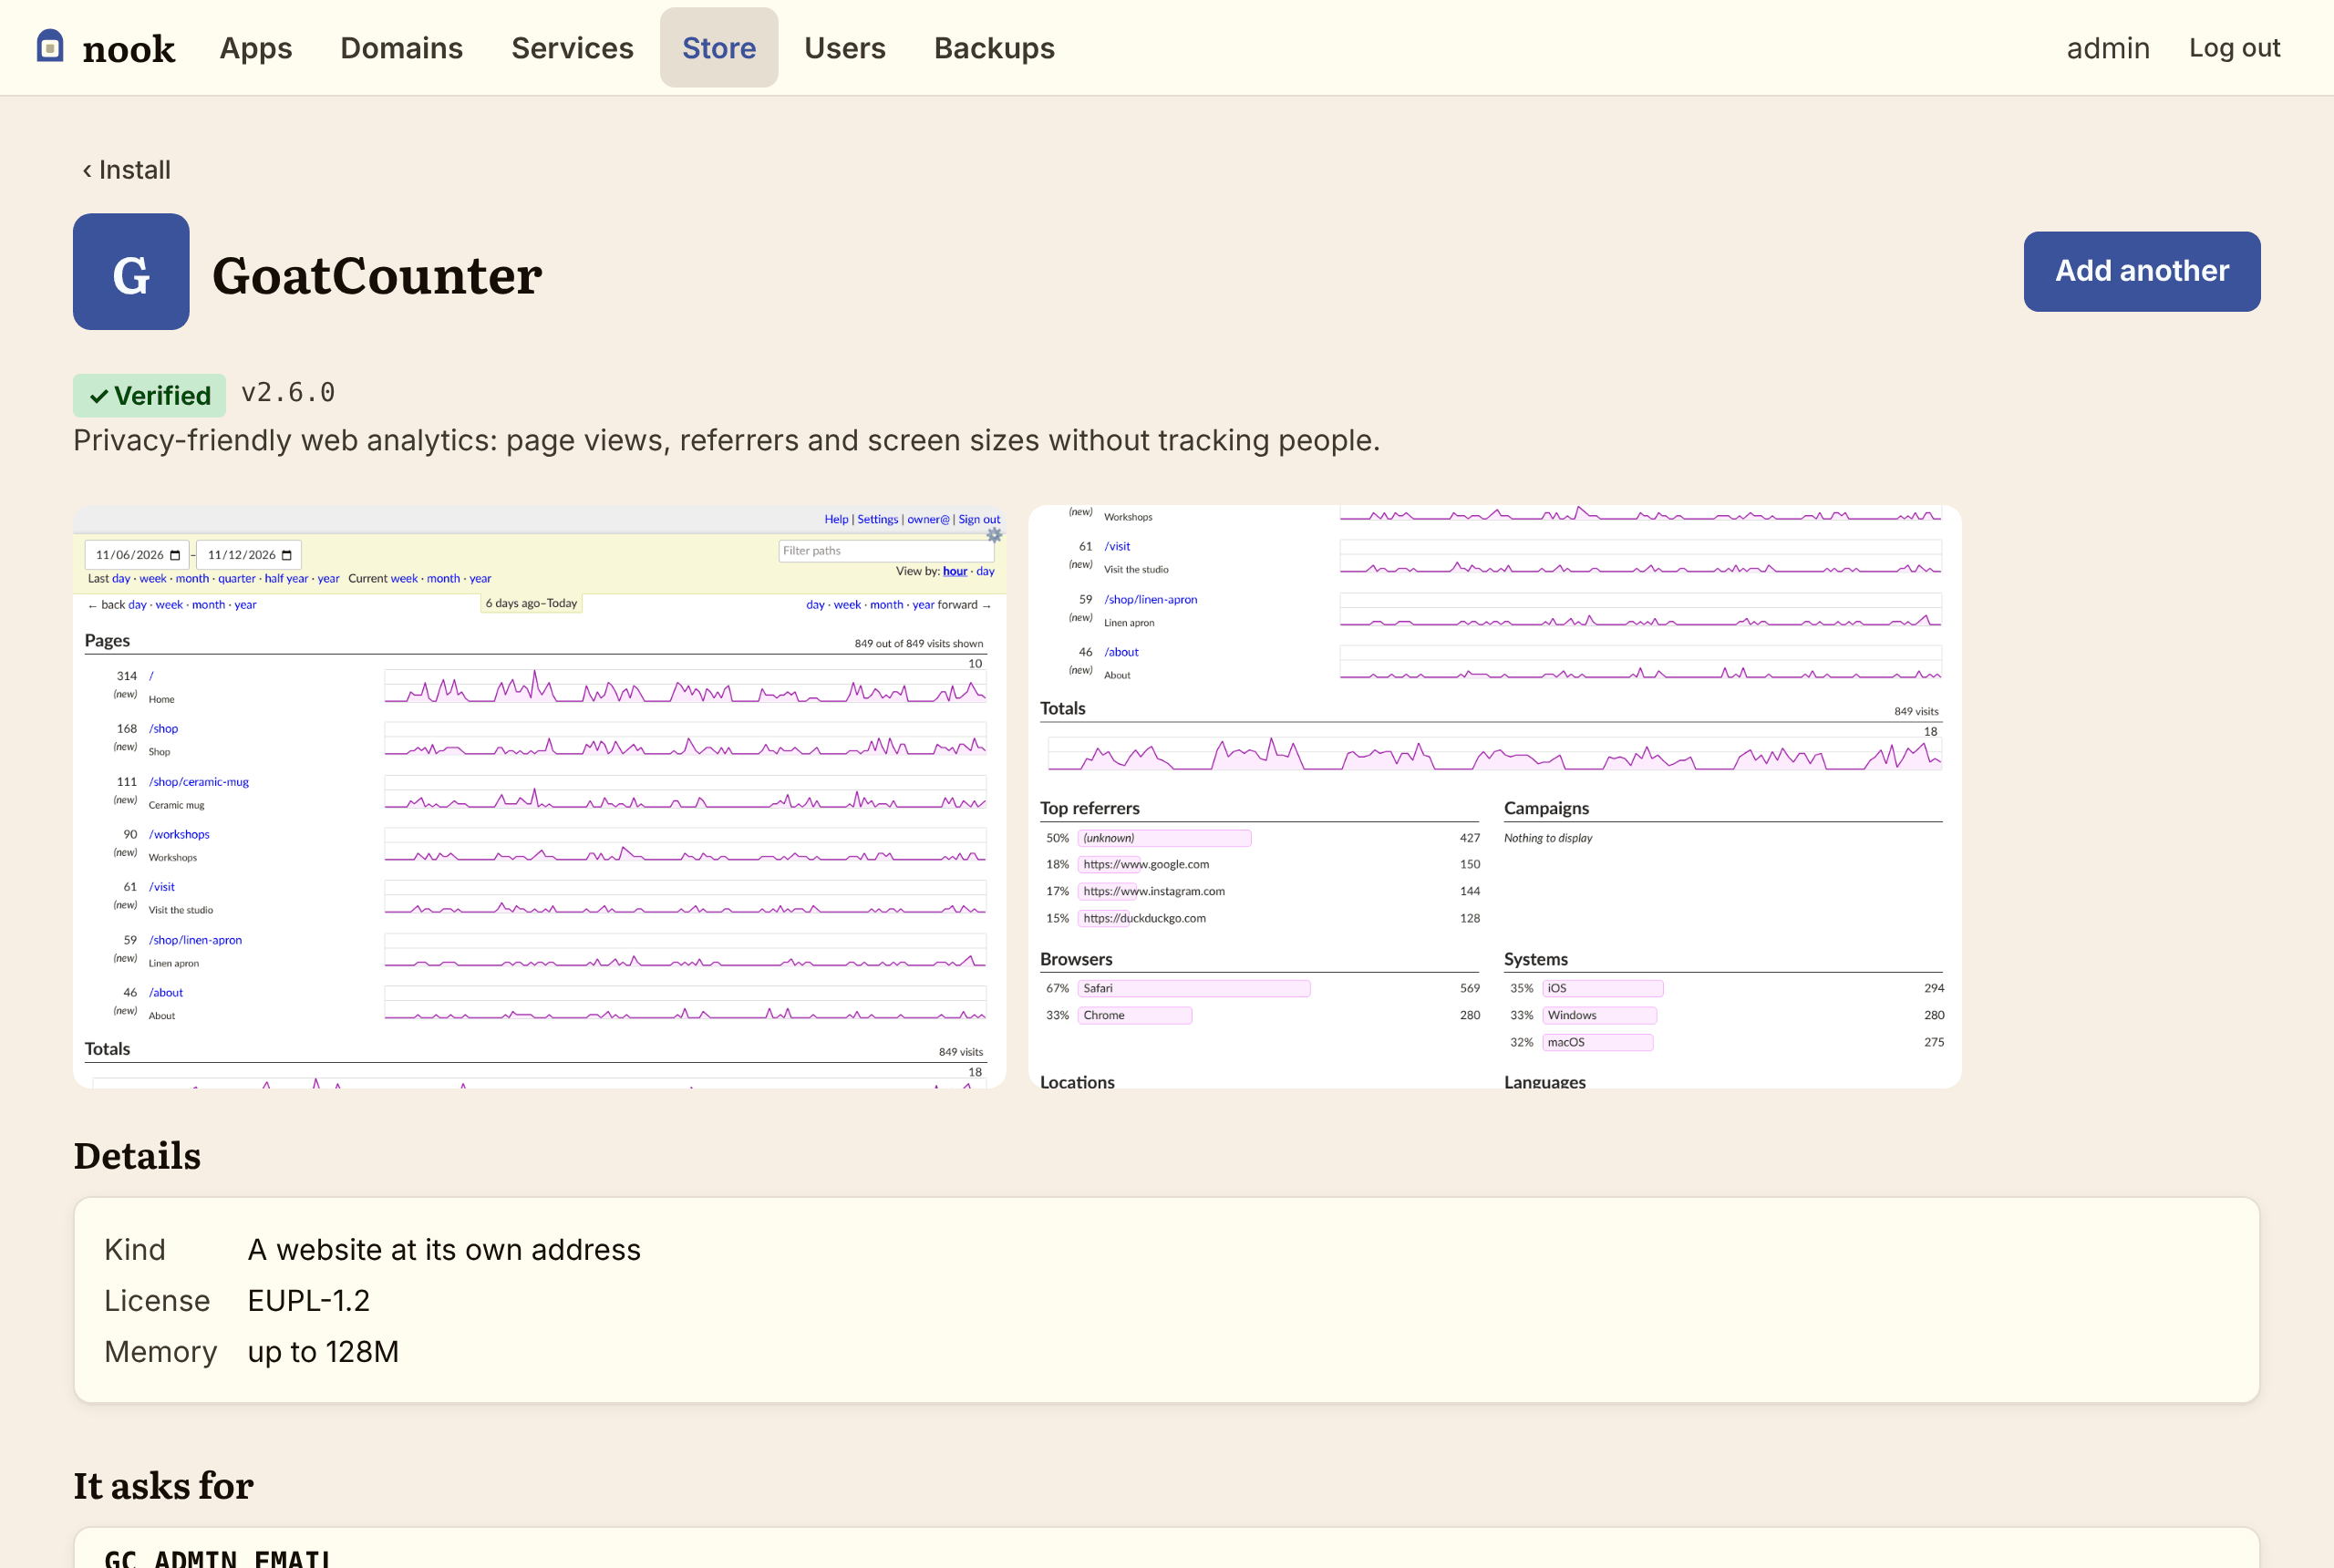 nook Apps Domains Services Store Users Backups admin Log out
‹ Install
G GoatCounter Add another
✓ Verified v2.6.0
Privacy-friendly web analytics: page views, referrers and screen sizes without tracking people.
Help | Settings | owner@ | Sign out
11/06/2026 – 11/12/2026 Filter paths
Last day · week · month · quarter · half year · year Current week · month · year View by: hour · day
← back day · week · month · year 6 days ago–Today day · week · month · year forward →
Pages 849 out of 849 visits shown
10
314 /
(new) Home
168 /shop
(new) Shop
111 /shop/ceramic-mug
(new) Ceramic mug
90 /workshops
(new) Workshops
61 /visit
(new) Visit the studio
59 /shop/linen-apron
(new) Linen apron
46 /about
(new) About
Totals 849 visits
18
(new) Workshops
61 /visit
(new) Visit the studio
59 /shop/linen-apron
(new) Linen apron
46 /about
(new) About
Totals 849 visits
18
Top referrers
50% (unknown) 427
18% https://www.google.com 150
17% https://www.instagram.com 144
15% https://duckduckgo.com 128
Campaigns
Nothing to display
Browsers
67% Safari 569
33% Chrome 280
Systems
35% iOS 294
33% Windows 280
32% macOS 275
Locations Languages
Details
Kind A website at its own address
License EUPL-1.2
Memory up to 128M
It asks for
GC_ADMIN_EMAIL